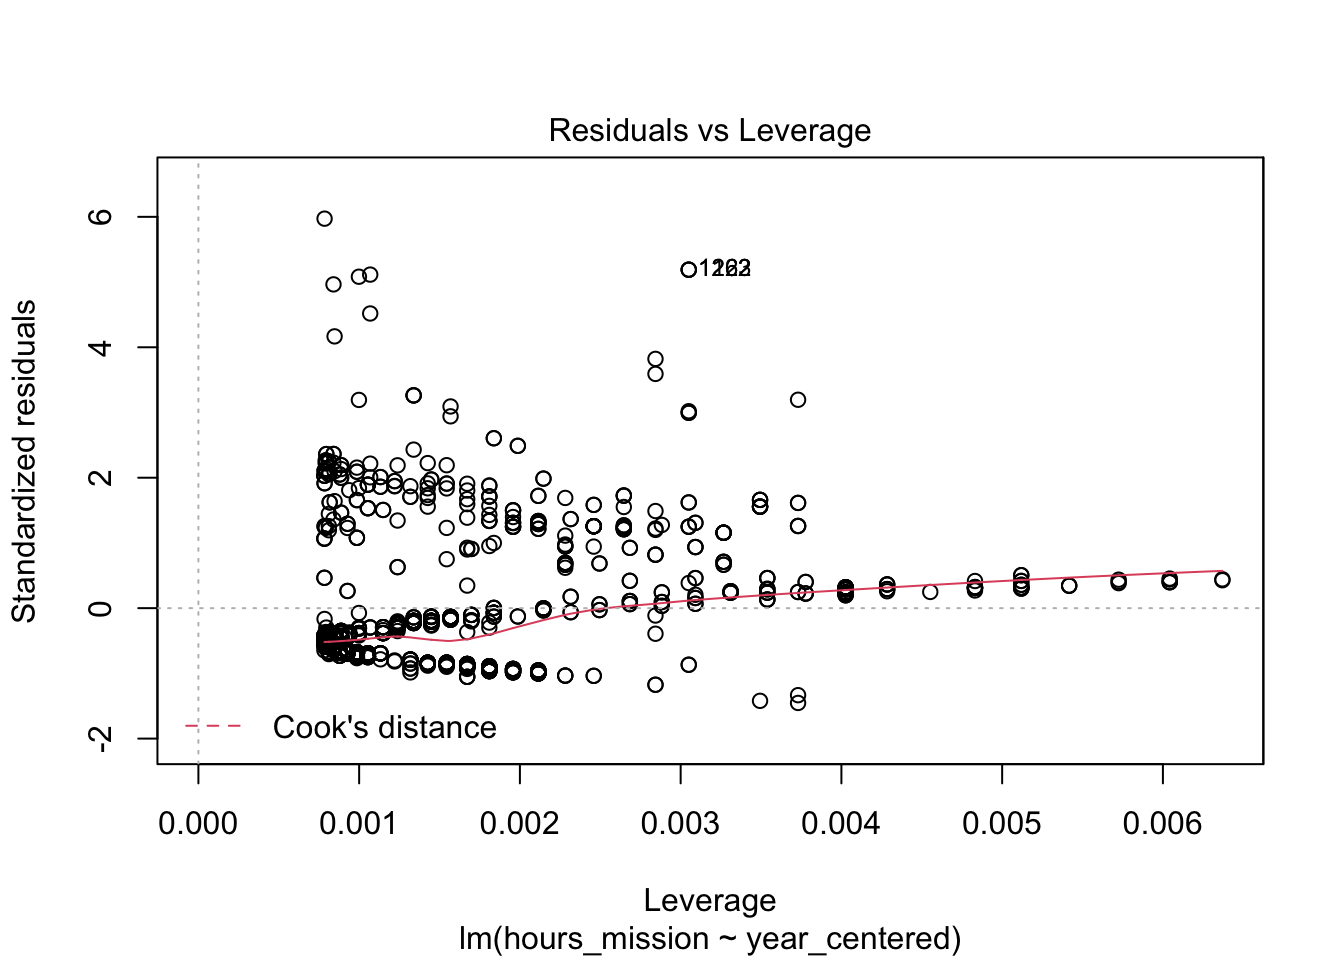 Residuals vs Leverage
Standardized residuals
6
4
2
0
-2
Cook's distance
0.000 0.001 0.002 0.003 0.004 0.005 0.006
Leverage
lm(hours_mission ~ year_centered)